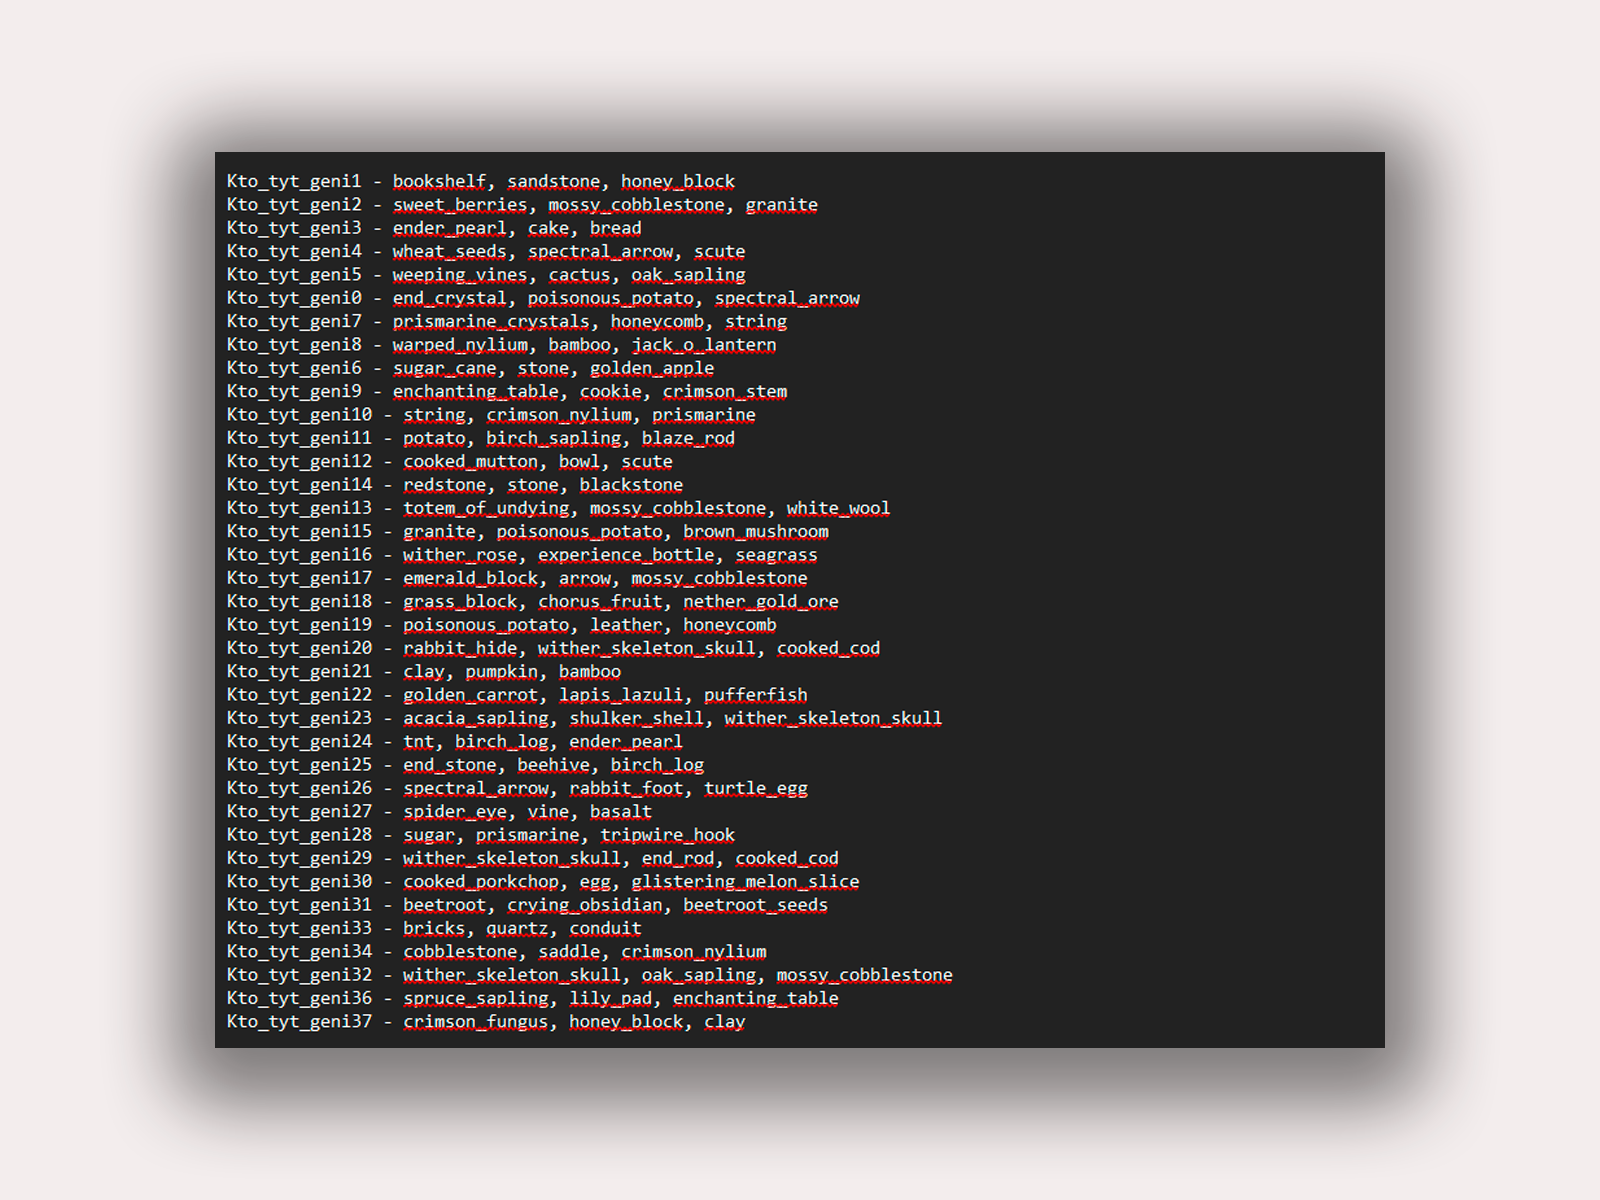 Kto_tyt_geni1 - bookshelf, sandstone, honey_block
Kto_tyt_geni2 - sweet_berries, mossy_cobblestone, granite
Kto_tyt_geni3 - ender_pearl, cake, bread
Kto_tyt_geni4 - wheat_seeds, spectral_arrow, scute
Kto_tyt_geni5 - weeping_vines, cactus, oak_sapling
Kto_tyt_geni0 - end_crystal, poisonous_potato, spectral_arrow
Kto_tyt_geni7 - prismarine_crystals, honeycomb, string
Kto_tyt_geni8 - warped_nylium, bamboo, jack_o_lantern
Kto_tyt_geni6 - sugar_cane, stone, golden_apple
Kto_tyt_geni9 - enchanting_table, cookie, crimson_stem
Kto_tyt_geni10 - string, crimson_nylium, prismarine
Kto_tyt_geni11 - potato, birch_sapling, blaze_rod
Kto_tyt_geni12 - cooked_mutton, bowl, scute
Kto_tyt_geni14 - redstone, stone, blackstone
Kto_tyt_geni13 - totem_of_undying, mossy_cobblestone, white_wool
Kto_tyt_geni15 - granite, poisonous_potato, brown_mushroom
Kto_tyt_geni16 - wither_rose, experience_bottle, seagrass
Kto_tyt_geni17 - emerald_block, arrow, mossy_cobblestone
Kto_tyt_geni18 - grass_block, chorus_fruit, nether_gold_ore
Kto_tyt_geni19 - poisonous_potato, leather, honeycomb
Kto_tyt_geni20 - rabbit_hide, wither_skeleton_skull, cooked_cod
Kto_tyt_geni21 - clay, pumpkin, bamboo
Kto_tyt_geni22 - golden_carrot, lapis_lazuli, pufferfish
Kto_tyt_geni23 - acacia_sapling, shulker_shell, wither_skeleton_skull
Kto_tyt_geni24 - tnt, birch_log, ender_pearl
Kto_tyt_geni25 - end_stone, beehive, birch_log
Kto_tyt_geni26 - spectral_arrow, rabbit_foot, turtle_egg
Kto_tyt_geni27 - spider_eye, vine, basalt
Kto_tyt_geni28 - sugar, prismarine, tripwire_hook
Kto_tyt_geni29 - wither_skeleton_skull, end_rod, cooked_cod
Kto_tyt_geni30 - cooked_porkchop, egg, glistering_melon_slice
Kto_tyt_geni31 - beetroot, crying_obsidian, beetroot_seeds
Kto_tyt_geni33 - bricks, quartz, conduit
Kto_tyt_geni34 - cobblestone, saddle, crimson_nylium
Kto_tyt_geni32 - wither_skeleton_skull, oak_sapling, mossy_cobblestone
Kto_tyt_geni36 - spruce_sapling, lily_pad, enchanting_table
Kto_tyt_geni37 - crimson_fungus, honey_block, clay